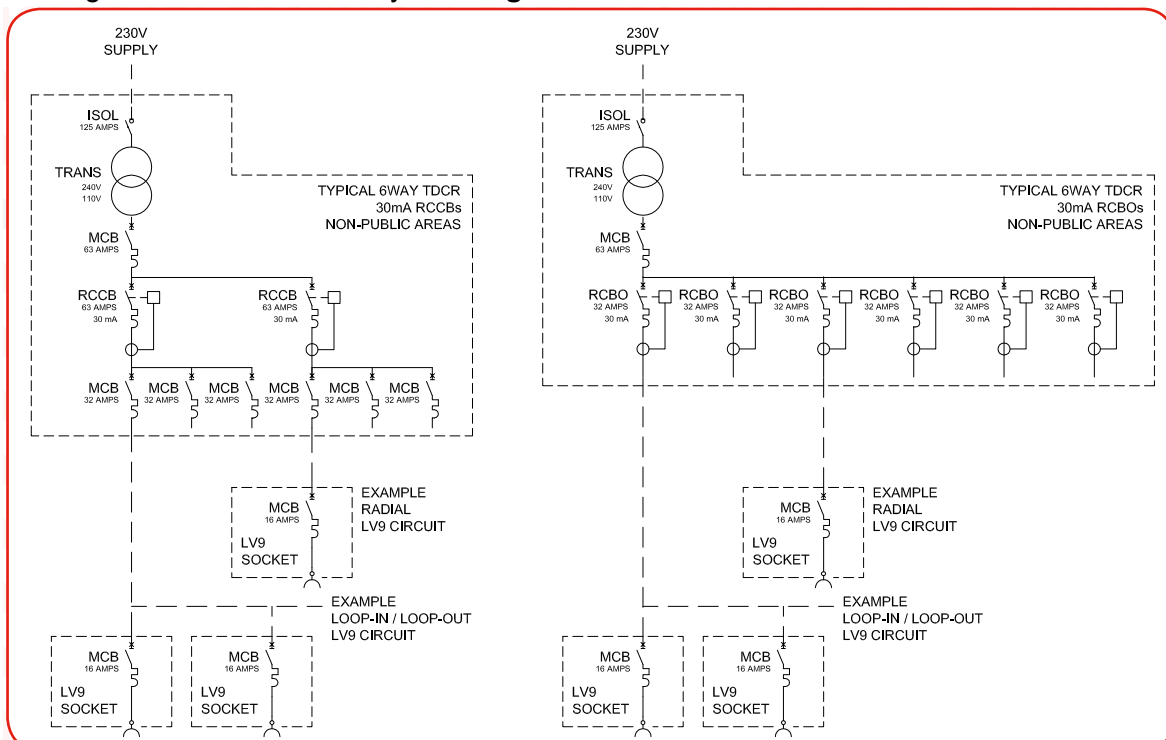 230V
SUPPLY
ISOL
125 AMPS
TRANS
240V
110V
TYPICAL 6WAY TDCR
30mA RCCBs
NON-PUBLIC AREAS
MCB
63 AMPS
RCCB
63 AMPS
30 mA
RCCB
63 AMPS
30 mA
MCB
32 AMPS
MCB
32 AMPS
MCB
32 AMPS
MCB
32 AMPS
MCB
32 AMPS
MCB
32 AMPS
MCB
16 AMPS
LV9
SOCKET
EXAMPLE
RADIAL
LV9 CIRCUIT
EXAMPLE
LOOP-IN / LOOP-OUT
LV9 CIRCUIT
MCB
16 AMPS
LV9
SOCKET
MCB
16 AMPS
LV9
SOCKET
230V
SUPPLY
ISOL
125 AMPS
TRANS
240V
110V
TYPICAL 6WAY TDCR
30mA RCBOs
NON-PUBLIC AREAS
MCB
63 AMPS
RCBO
32 AMPS
30 mA
RCBO
32 AMPS
30 mA
RCBO
32 AMPS
30 mA
RCBO
32 AMPS
30 mA
RCBO
32 AMPS
30 mA
RCBO
32 AMPS
30 mA
MCB
16 AMPS
LV9
SOCKET
EXAMPLE
RADIAL
LV9 CIRCUIT
EXAMPLE
LOOP-IN / LOOP-OUT
LV9 CIRCUIT
MCB
16 AMPS
LV9
SOCKET
MCB
16 AMPS
LV9
SOCKET